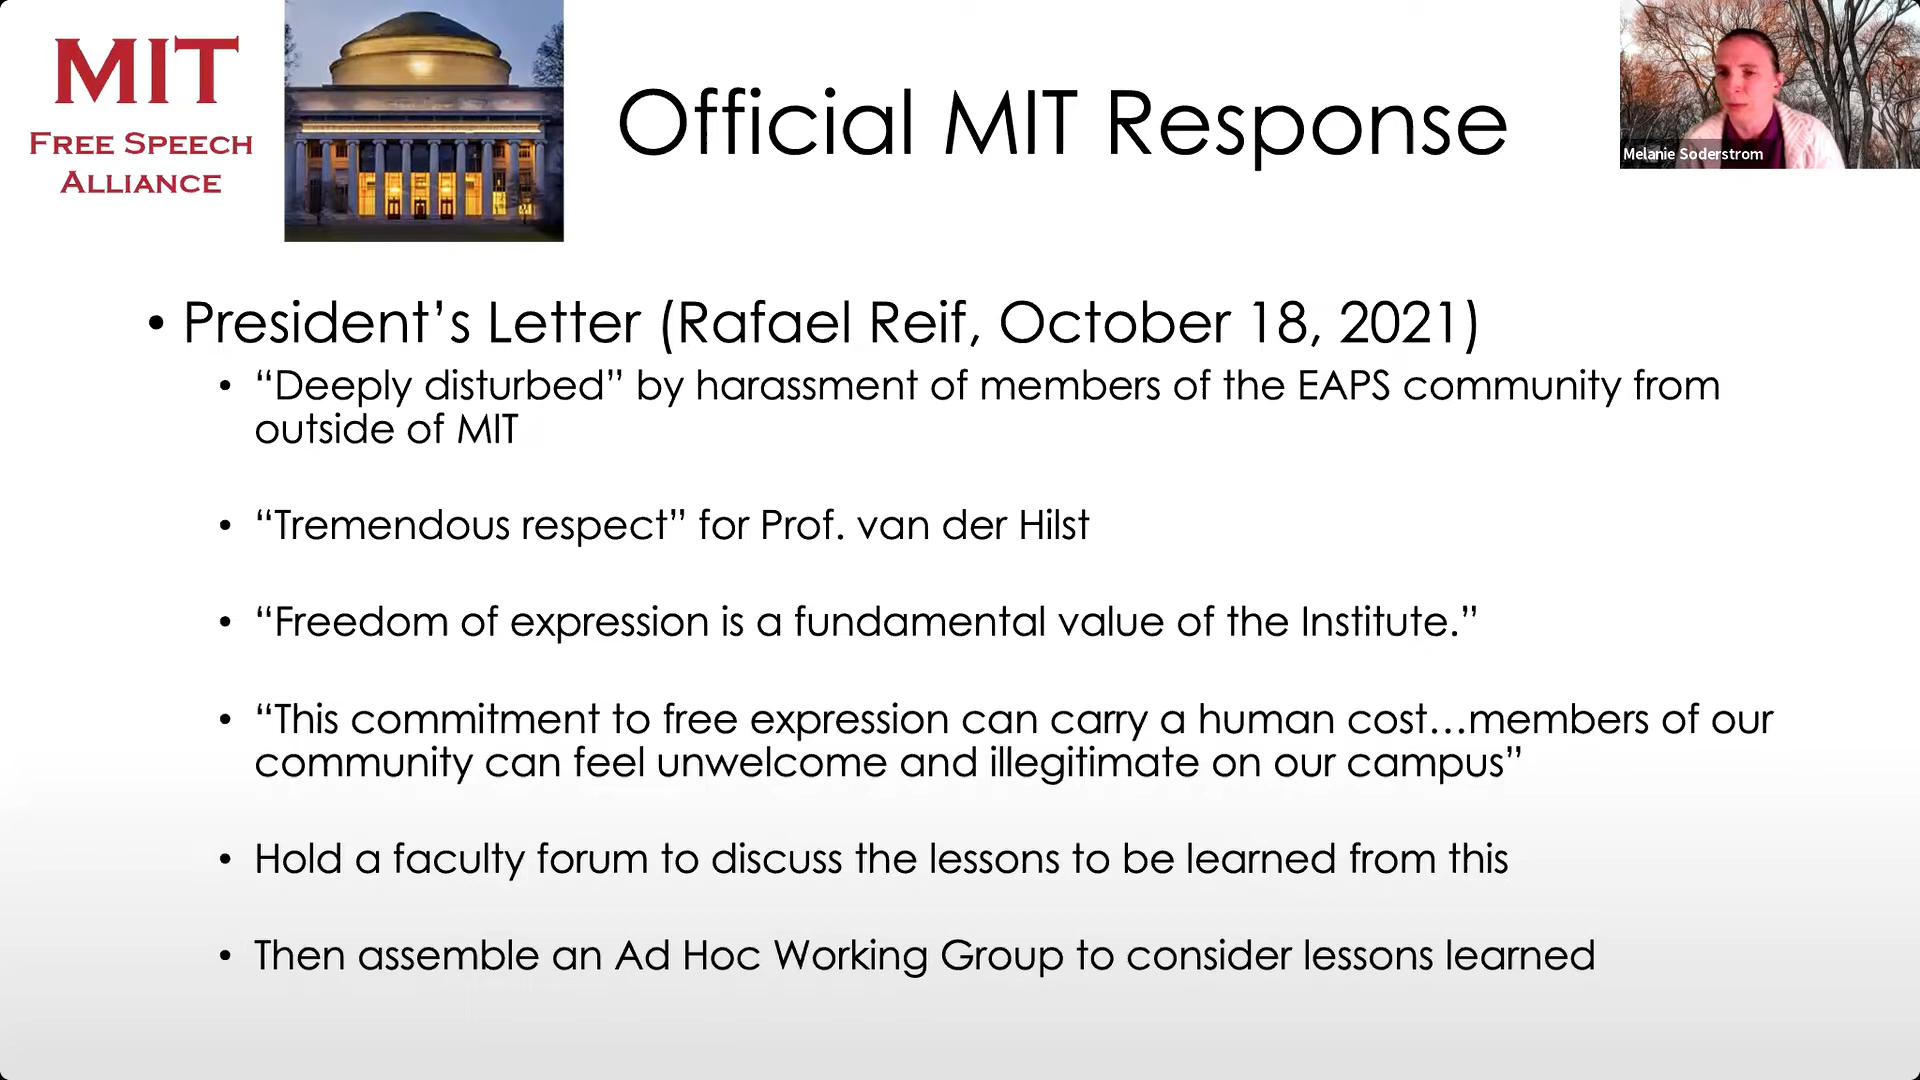 MIT
FREE SPEECH
ALLIANCE
Official MIT Response
Melanie Soderstrom
• President’s Letter (Rafael Reif, October 18, 2021)
• “Deeply disturbed” by harassment of members of the EAPS community from
outside of MIT
• “Tremendous respect” for Prof. van der Hilst
• “Freedom of expression is a fundamental value of the Institute.”
• “This commitment to free expression can carry a human cost…members of our
community can feel unwelcome and illegitimate on our campus”
• Hold a faculty forum to discuss the lessons to be learned from this
• Then assemble an Ad Hoc Working Group to consider lessons learned